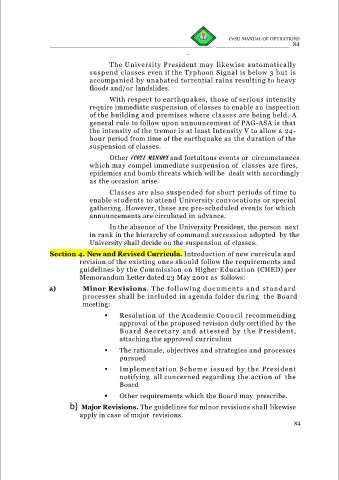 CvSU MANUAL OF OPERATIONS
84
The University President may likewise automatically
suspend classes even if the Typhoon Signal is below 3 but is
accompanied by unabated torrential rains resulting to heavy
floods and/or landslides.
With respect to earthquakes, those of serious intensity
require immediate suspension of classes to enable an inspection
of the building and premises where classes are being held. A
general rule to follow upon announcement of PAG-ASA is that
the intensity of the tremor is at least Intensity V to allow a 24-
hour period from time of the earthquake as the duration of the
suspension of classes.
Other FORCE MAJEURE and fortuitous events or circumstances
which may compel immediate suspension of classes are fires,
epidemics and bomb threats which will be dealt with accordingly
as the occasion arise.
Classes are also suspended for short periods of time to
enable students to attend University convocations or special
gathering. However, these are pre-scheduled events for which
announcements are circulated in advance.
In the absence of the University President, the person next
in rank in the hierarchy of command succession adopted by the
University shall decide on the suspension of classes.
Section 4. New and Revised Curricula. Introduction of new curricula and
revision of the existing ones should follow the requirements and
guidelines by the Commission on Higher Education (CHED) per
Memorandum Letter dated 23 May 2001 as follows:
a) Minor Revisions. The following documents and standard
processes shall be included in agenda folder during the Board
meeting:
• Resolution of the Academic Council recommending
approval of the proposed revision duly certified by the
Board Secretary and attested by the President,
attaching the approved curriculum
• The rationale, objectives and strategies and processes
pursued
• Implementation Scheme issued by the President
notifying all concerned regarding the action of the
Board
• Other requirements which the Board may prescribe.
b) Major Revisions. The guidelines for minor revisions shall likewise
apply in case of major revisions.
84